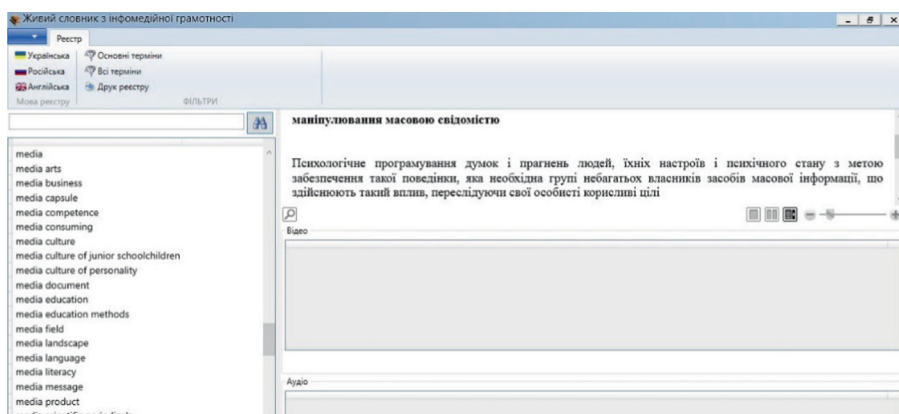 Живий словник з інфомедійної грамотності
Реєстр
Українська
Російська
Англійська
Мова реєстру
Основні терміни
Всі терміни
Друк реєстру
ФІЛЬТРИ
media
media arts
media business
media capsule
media competence
media consuming
media culture
media culture of junior schoolchildren
media culture of personality
media document
media education
media education methods
media field
media landscape
media language
media literacy
media message
media product
маніпулювання масовою свідомістю
Психологічне програмування думок і прагнень людей, їхніх настроїв і психічного стану з метою
забезпечення такої поведінки, яка необхідна групі небагатьох власників засобів масової інформації, що
здійснюють такий вплив, переслідуючи свої особисті корисливі цілі
Відео
Аудіо